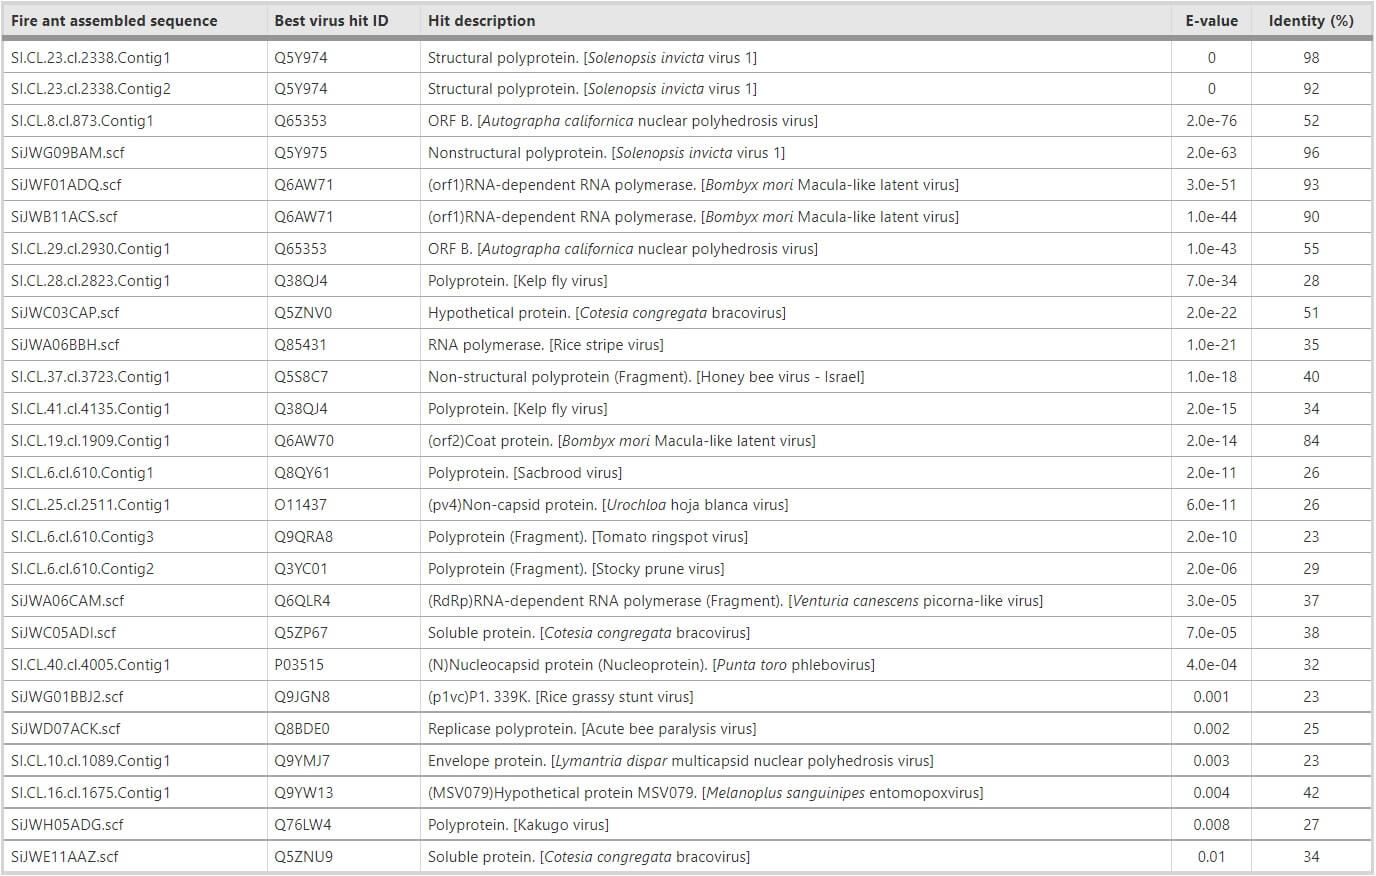 Fire ant assembled sequence Best virus hit ID Hit description E-value Identity (%)
SI.CL.23.cl.2338.Contig1 Q5Y974 Structural polyprotein. [Solenopsis invicta virus 1] 0 98
SI.CL.23.cl.2338.Contig2 Q5Y974 Structural polyprotein. [Solenopsis invicta virus 1] 0 92
SI.CL.8.cl.873.Contig1 Q65353 ORF B. [Autographa californica nuclear polyhedrosis virus] 2.0e-76 52
SiJWG09BAM.scf Q5Y975 Nonstructural polyprotein. [Solenopsis invicta virus 1] 2.0e-63 96
SiJWF01ADQ.scf Q6AW71 (orf1)RNA-dependent RNA polymerase. [Bombyx mori Macula-like latent virus] 3.0e-51 93
SiJWB11ACS.scf Q6AW71 (orf1)RNA-dependent RNA polymerase. [Bombyx mori Macula-like latent virus] 1.0e-44 90
SI.CL.29.cl.2930.Contig1 Q65353 ORF B. [Autographa californica nuclear polyhedrosis virus] 1.0e-43 55
SI.CL.28.cl.2823.Contig1 Q38QJ4 Polyprotein. [Kelp fly virus] 7.0e-34 28
SiJWC03CAP.scf Q5ZNV0 Hypothetical protein. [Cotesia congregata bracovirus] 2.0e-22 51
SiJWA06BBH.scf Q85431 RNA polymerase. [Rice stripe virus] 1.0e-21 35
SI.CL.37.cl.3723.Contig1 Q5S8C7 Non-structural polyprotein (Fragment). [Honey bee virus - Israel] 1.0e-18 40
SI.CL.41.cl.4135.Contig1 Q38QJ4 Polyprotein. [Kelp fly virus] 2.0e-15 34
SI.CL.19.cl.1909.Contig1 Q6AW70 (orf2)Coat protein. [Bombyx mori Macula-like latent virus] 2.0e-14 84
SI.CL.6.cl.610.Contig1 Q8QY61 Polyprotein. [Sacbrood virus] 2.0e-11 26
SI.CL.25.cl.2511.Contig1 O11437 (pv4)Non-capsid protein. [Urochloa hoja blanca virus] 6.0e-11 26
SI.CL.6.cl.610.Contig3 Q9QRA8 Polyprotein (Fragment). [Tomato ringspot virus] 2.0e-10 23
SI.CL.6.cl.610.Contig2 Q3YC01 Polyprotein (Fragment). [Stocky prune virus] 2.0e-06 29
SiJWA06CAM.scf Q6QLR4 (RdRp)RNA-dependent RNA polymerase (Fragment). [Venturia canescens picorna-like virus] 3.0e-05 37
SiJWC05ADI.scf Q5ZP67 Soluble protein. [Cotesia congregata bracovirus] 7.0e-05 38
SI.CL.40.cl.4005.Contig1 P03515 (N)Nucleocapsid protein (Nucleoprotein). [Punta toro phlebovirus] 4.0e-04 32
SiJWG01BBJ2.scf Q9JGN8 (p1vc)P1. 339K. [Rice grassy stunt virus] 0.001 23
SiJWD07ACK.scf Q8BDE0 Replicase polyprotein. [Acute bee paralysis virus] 0.002 25
SI.CL.10.cl.1089.Contig1 Q9YMJ7 Envelope protein. [Lymantria dispar multicapsid nuclear polyhedrosis virus] 0.003 23
SI.CL.16.cl.1675.Contig1 Q9YW13 (MSV079)Hypothetical protein MSV079. [Melanoplus sanguinipes entomopoxvirus] 0.004 42
SiJWH05ADG.scf Q76LW4 Polyprotein. [Kakugo virus] 0.008 27
SiJWE11AAZ.scf Q5ZNU9 Soluble protein. [Cotesia congregata bracovirus] 0.01 34